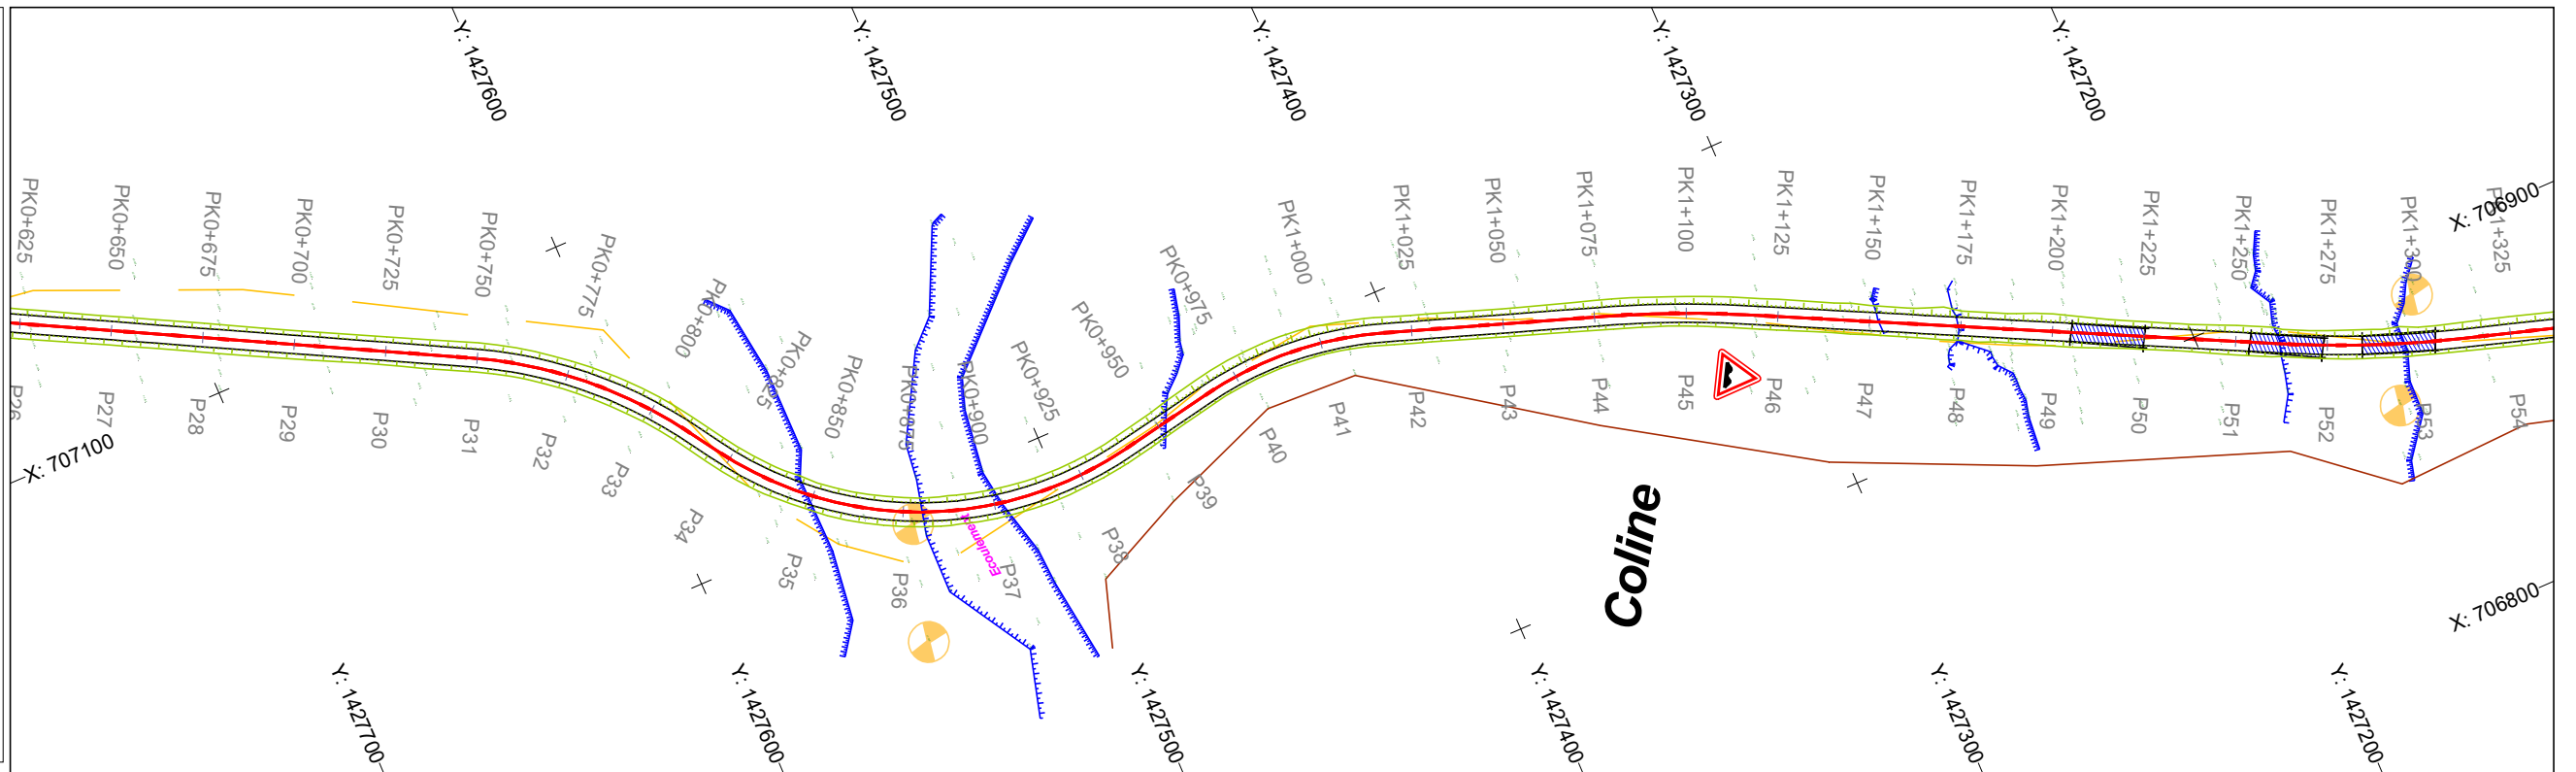 Y: 1427600
Y: 1427500
Y: 1427400
Y: 1427300
Y: 1427200
PK0+625
PK0+650
PK0+675
PK0+700
PK0+725
PK0+750
PK0+775
PK0+800
PK0+825
PK0+850
PK0+875
PK0+900
PK0+925
PK0+950
PK0+975
PK1+000
PK1+025
PK1+050
PK1+075
PK1+100
PK1+125
PK1+150
PK1+175
PK1+200
PK1+225
PK1+250
PK1+275
PK1+300
PK1+325
X: 706900
P26
P27
P28
P29
P30
P31
P32
P33
P34
P35
P36
P37
P38
P39
P40
P41
P42
P43
P44
P45
P46
P47
P48
P49
P50
P51
P52
P53
P54
X: 707100
Ecoulement
Coline
X: 706800
Y: 1427700
Y: 1427600
Y: 1427500
Y: 1427400
Y: 1427300
Y: 1427200